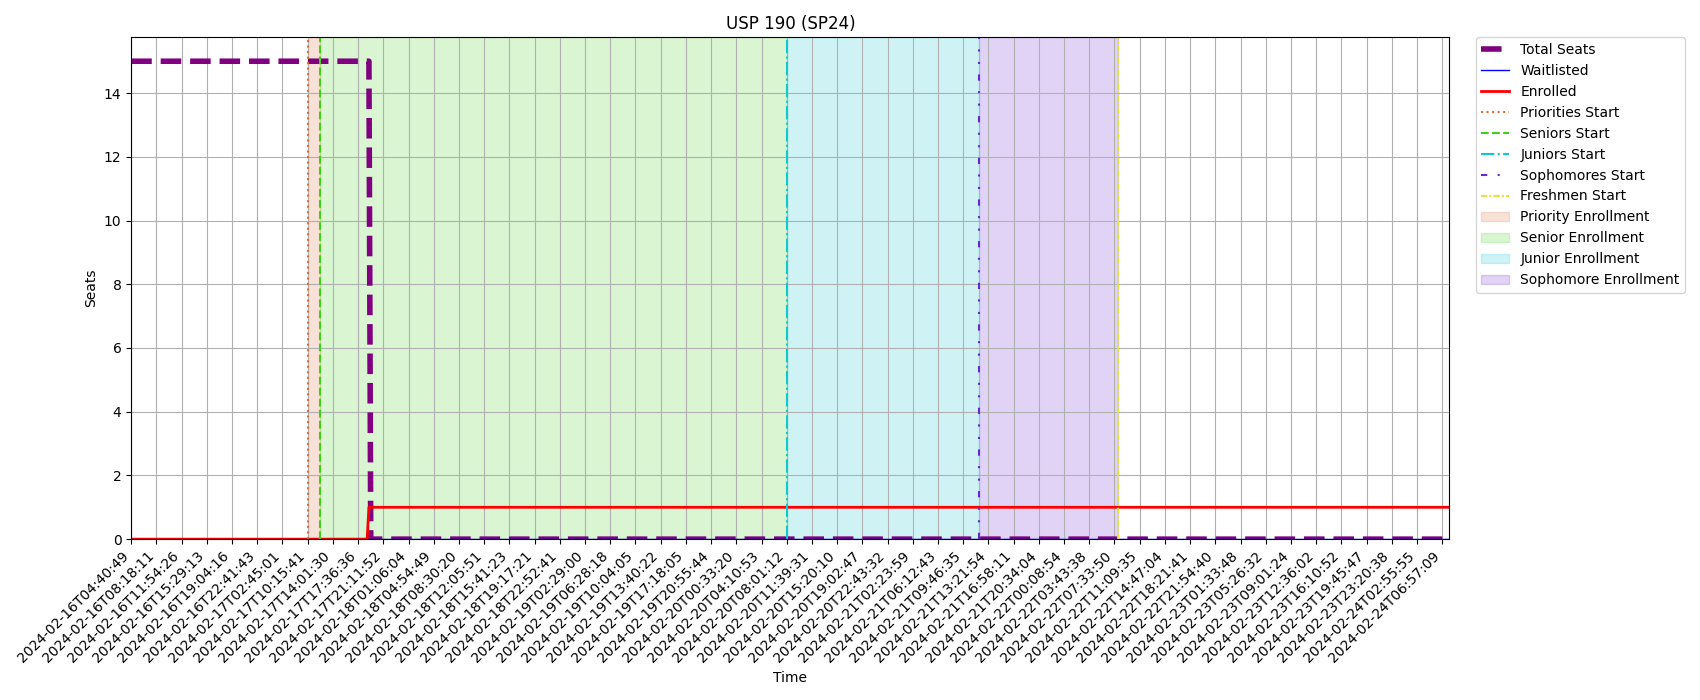 USP 190 (SP24)
Seats
14
12
10
8
6
4
2
0
2024-02-16T04:40:49
2024-02-16T08:18:11
2024-02-16T11:54:26
2024-02-16T15:29:13
2024-02-16T19:04:16
2024-02-16T22:41:43
2024-02-17T02:45:01
2024-02-17T10:15:41
2024-02-17T14:01:30
2024-02-17T17:36:36
2024-02-17T21:11:52
2024-02-18T01:06:04
2024-02-18T04:54:49
2024-02-18T08:30:20
2024-02-18T12:05:51
2024-02-18T15:41:23
2024-02-18T19:17:21
2024-02-18T22:52:41
2024-02-19T02:29:00
2024-02-19T06:28:18
2024-02-19T10:04:05
2024-02-19T13:40:22
2024-02-19T17:18:05
2024-02-19T20:55:44
2024-02-20T00:33:20
2024-02-20T04:10:53
2024-02-20T08:01:12
2024-02-20T11:39:31
2024-02-20T15:20:10
2024-02-20T19:02:47
2024-02-20T22:43:32
2024-02-21T02:23:59
2024-02-21T06:12:43
2024-02-21T09:46:35
2024-02-21T13:21:54
2024-02-21T16:58:11
2024-02-21T20:34:04
2024-02-22T00:08:54
2024-02-22T03:43:38
2024-02-22T07:33:50
2024-02-22T11:09:35
2024-02-22T14:47:04
2024-02-22T18:21:41
2024-02-22T21:54:40
2024-02-23T01:33:48
2024-02-23T05:26:32
2024-02-23T09:01:24
2024-02-23T12:36:02
2024-02-23T16:10:52
2024-02-23T19:45:47
2024-02-23T23:20:38
2024-02-24T02:55:55
2024-02-24T06:57:09
Time
Total Seats
Waitlisted
Enrolled
Priorities Start
Seniors Start
Juniors Start
Sophomores Start
Freshmen Start
Priority Enrollment
Senior Enrollment
Junior Enrollment
Sophomore Enrollment